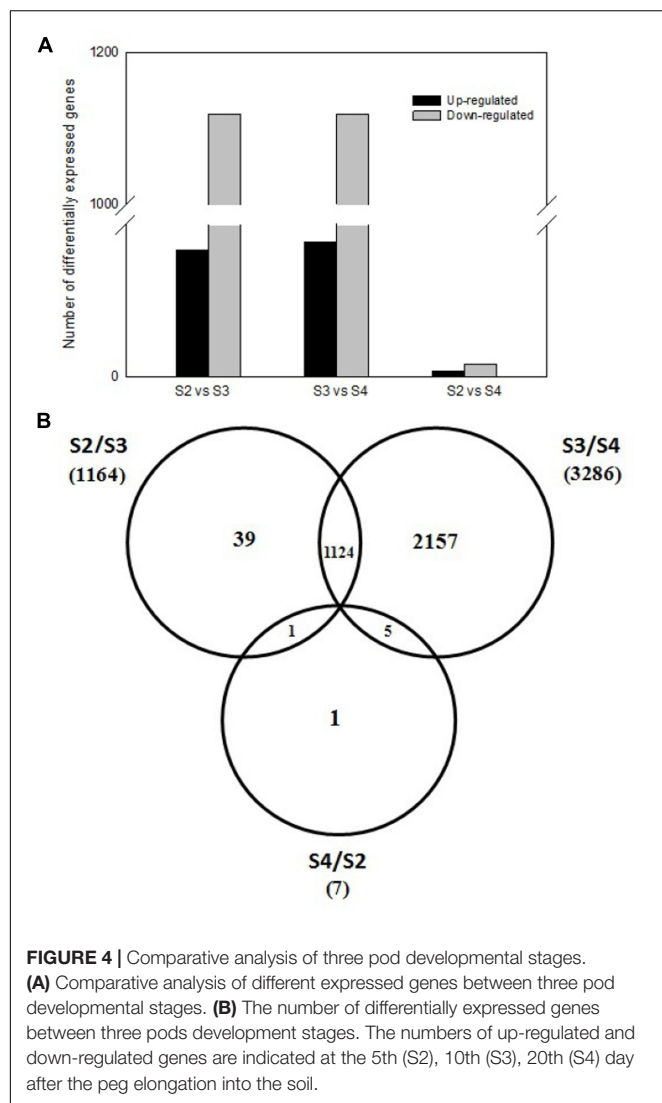 A
1200
1000
0
Number of differentially expressed genes
Up-regulated
Down-regulated
S2 vs S3
S3 vs S4
S2 vs S4
B
S2/S3
(1164)
S3/S4
(3286)
39
1124
2157
1
5
1
S4/S2
(7)
FIGURE 4 | Comparative analysis of three pod developmental stages.
(A) Comparative analysis of different expressed genes between three pod
developmental stages. (B) The number of differentially expressed genes
between three pods development stages. The numbers of up-regulated and
down-regulated genes are indicated at the 5th (S2), 10th (S3), 20th (S4) day
after the peg elongation into the soil.